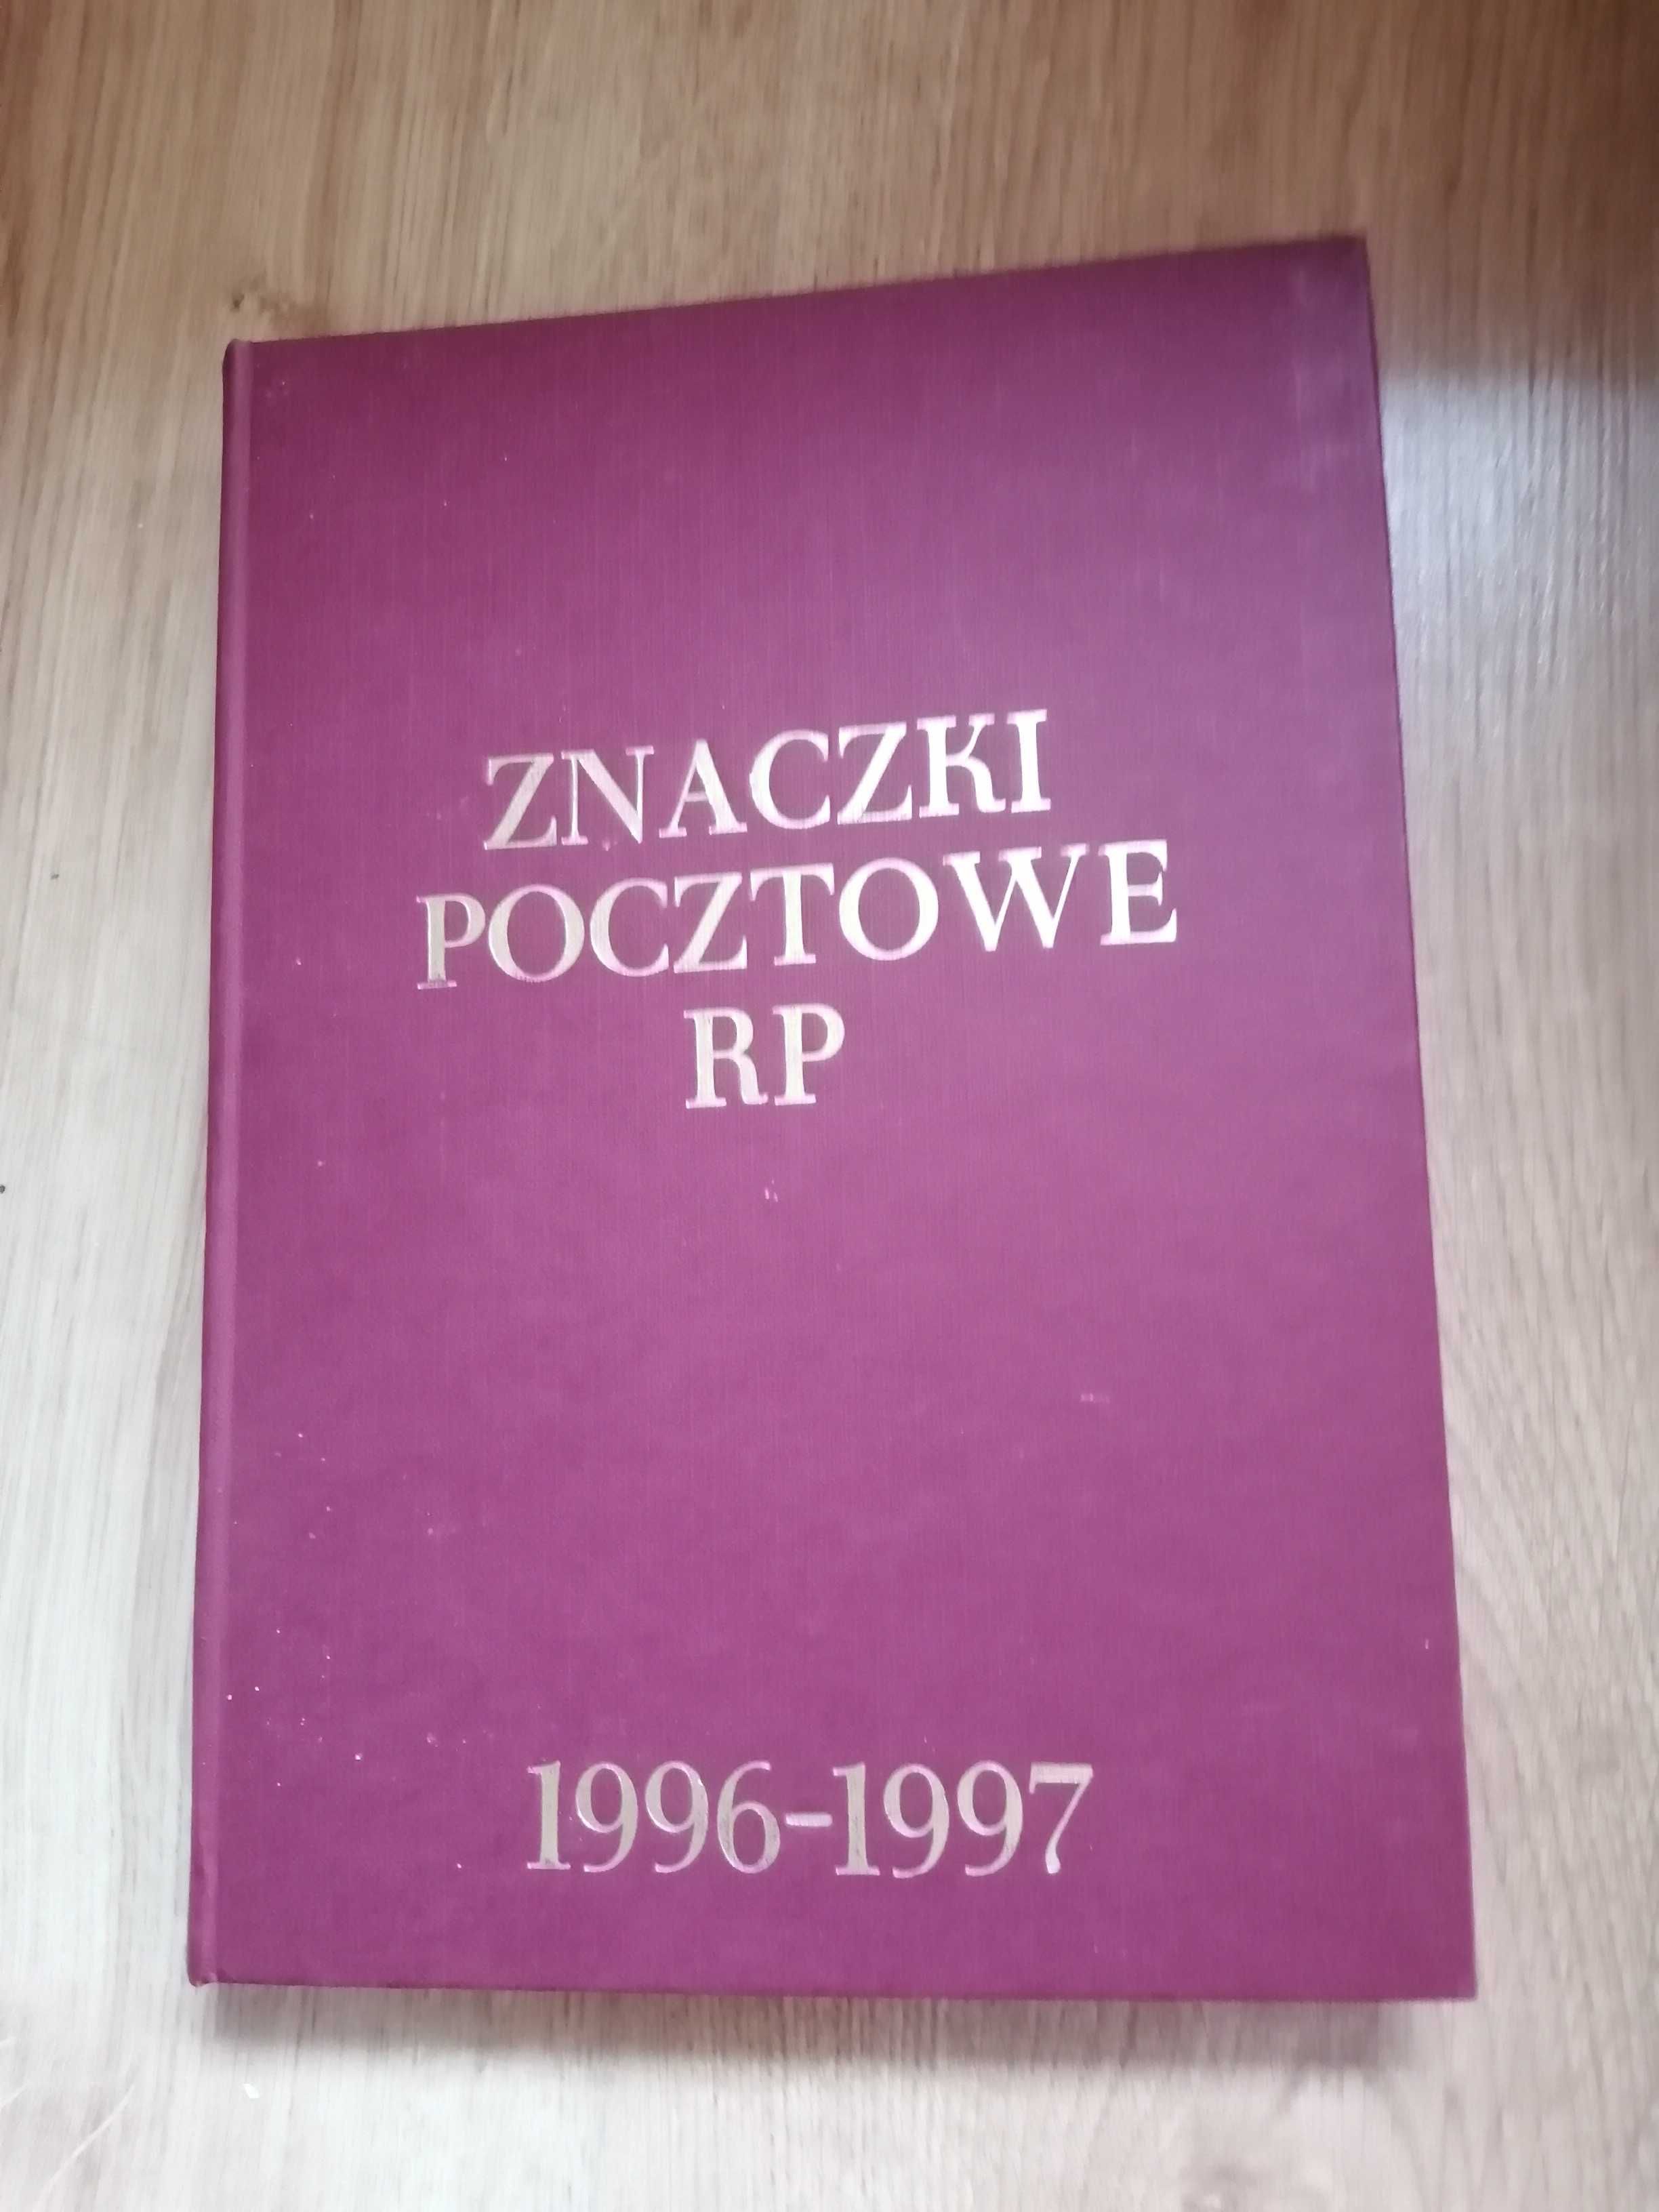 ZNACZKI
POCZTOWE
RP
1996-1997